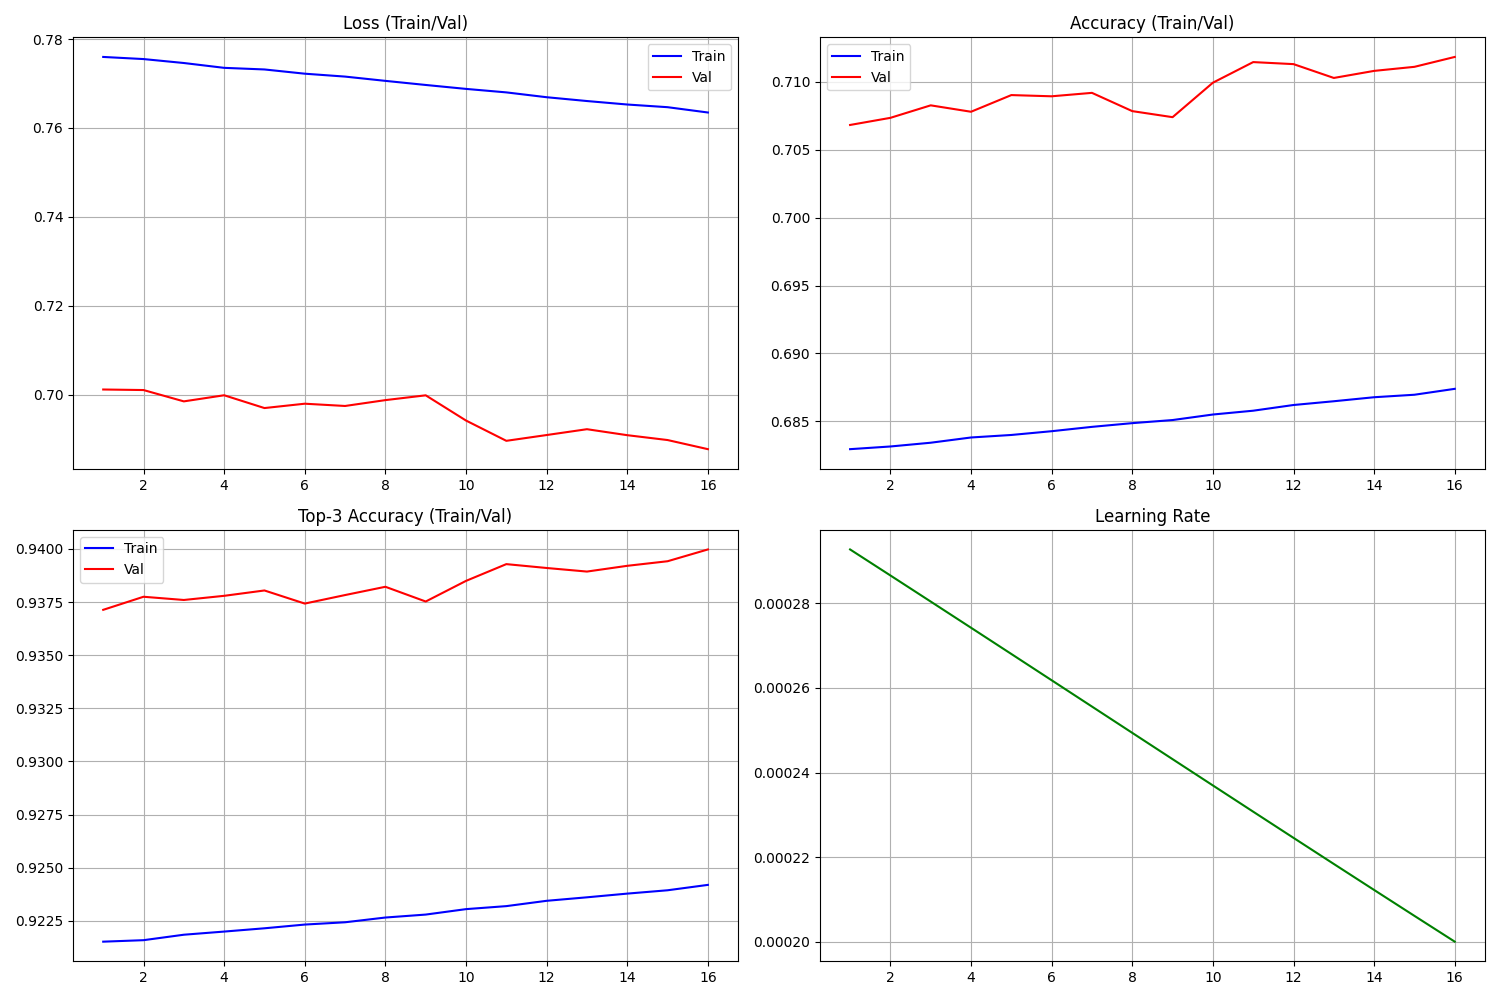 Loss (Train/Val)
0.78
0.76
0.74
0.72
0.70
Train
Val
2 4 6 8 10 12 14 16
Accuracy (Train/Val)
0.710
0.705
0.700
0.695
0.690
0.685
Train
Val
2 4 6 8 10 12 14 16
Top-3 Accuracy (Train/Val)
0.9400
0.9375
0.9350
0.9325
0.9300
0.9275
0.9250
0.9225
Train
Val
2 4 6 8 10 12 14 16
Learning Rate
0.00028
0.00026
0.00024
0.00022
0.00020
2 4 6 8 10 12 14 16